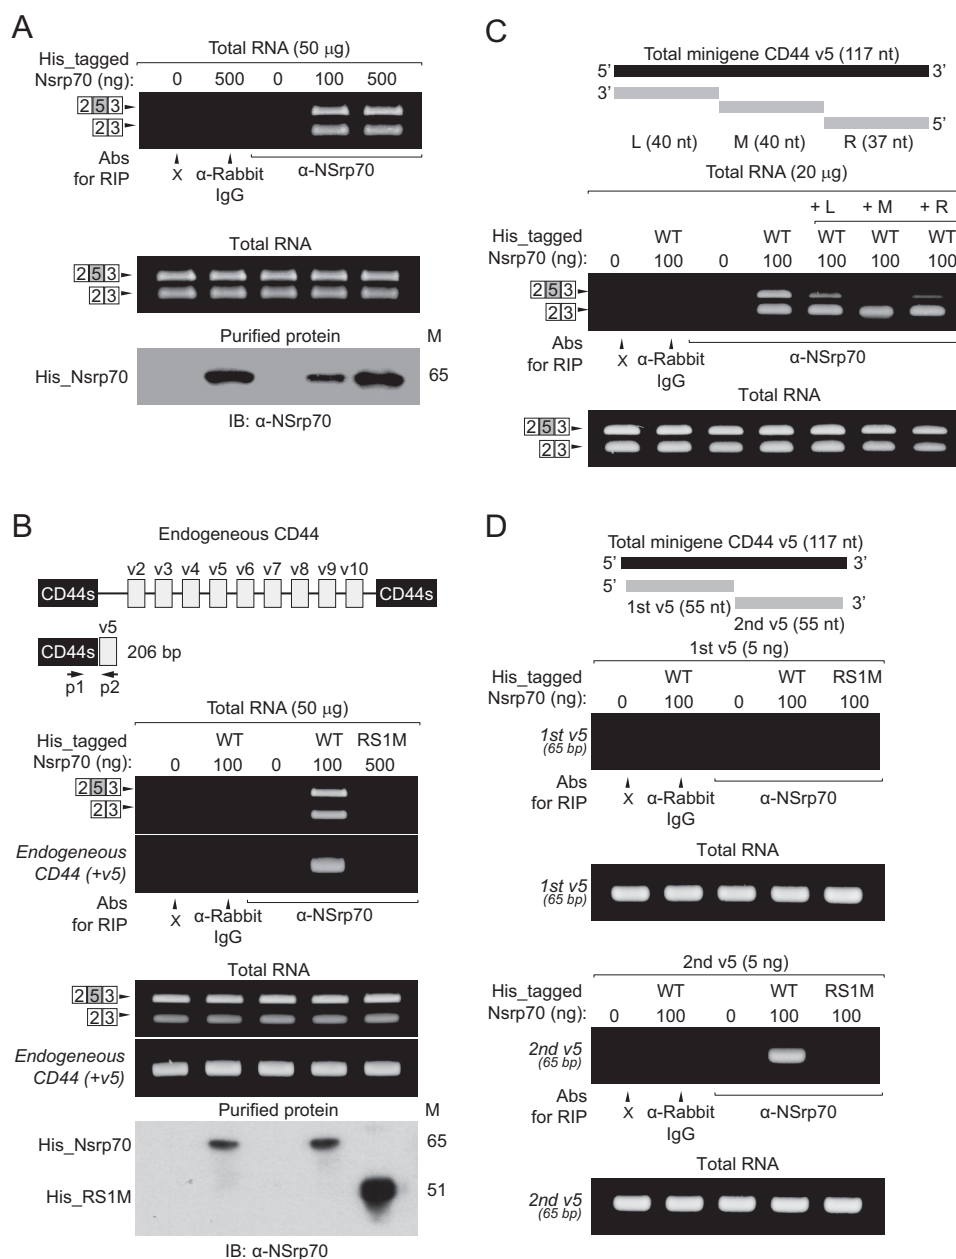 A
Total RNA (50 μg)
His_tagged
Nsrp70 (ng): 0 500 0 100 500
2 5 3
2 3
Abs
for RIP
X α-Rabbit
IgG
α-NSrp70
Total RNA
2 5 3
2 3
Purified protein M
His_Nsrp70 65
IB: α-NSrp70
B
Endogeneous CD44
v2 v3 v4 v5 v6 v7 v8 v9 v10
CD44s CD44s
v5
CD44s 206 bp
p1 p2
Total RNA (50 μg)
His_tagged WT WT RS1M
Nsrp70 (ng): 0 100 0 100 500
2 5 3
2 3
Endogeneous
CD44 (+v5)
Abs
for RIP
X α-Rabbit
IgG
α-NSrp70
Total RNA
2 5 3
2 3
Endogeneous
CD44 (+v5)
Purified protein M
His_Nsrp70 65
His_RS1M 51
IB: α-NSrp70
C
Total minigene CD44 v5 (117 nt)
5’ 3’
3’
5’
L (40 nt) M (40 nt) R (37 nt)
Total RNA (20 μg)
+ L + M + R
His_tagged WT WT WT WT WT
Nsrp70 (ng): 0 100 0 100 100 100 100
2 5 3
2 3
Abs
for RIP
X α-Rabbit
IgG
α-NSrp70
Total RNA
2 5 3
2 3
D
Total minigene CD44 v5 (117 nt)
5’ 3’
5’
1st v5 (55 nt) 3’
2nd v5 (55 nt)
1st v5 (5 ng)
His_tagged WT WT RS1M
Nsrp70 (ng): 0 100 0 100 100
1st v5
(65 bp)
Abs
for RIP
X α-Rabbit
IgG
α-NSrp70
Total RNA
1st v5
(65 bp)
2nd v5 (5 ng)
His_tagged WT WT RS1M
Nsrp70 (ng): 0 100 0 100 100
2nd v5
(65 bp)
Abs
for RIP
X α-Rabbit
IgG
α-NSrp70
Total RNA
2nd v5
(65 bp)